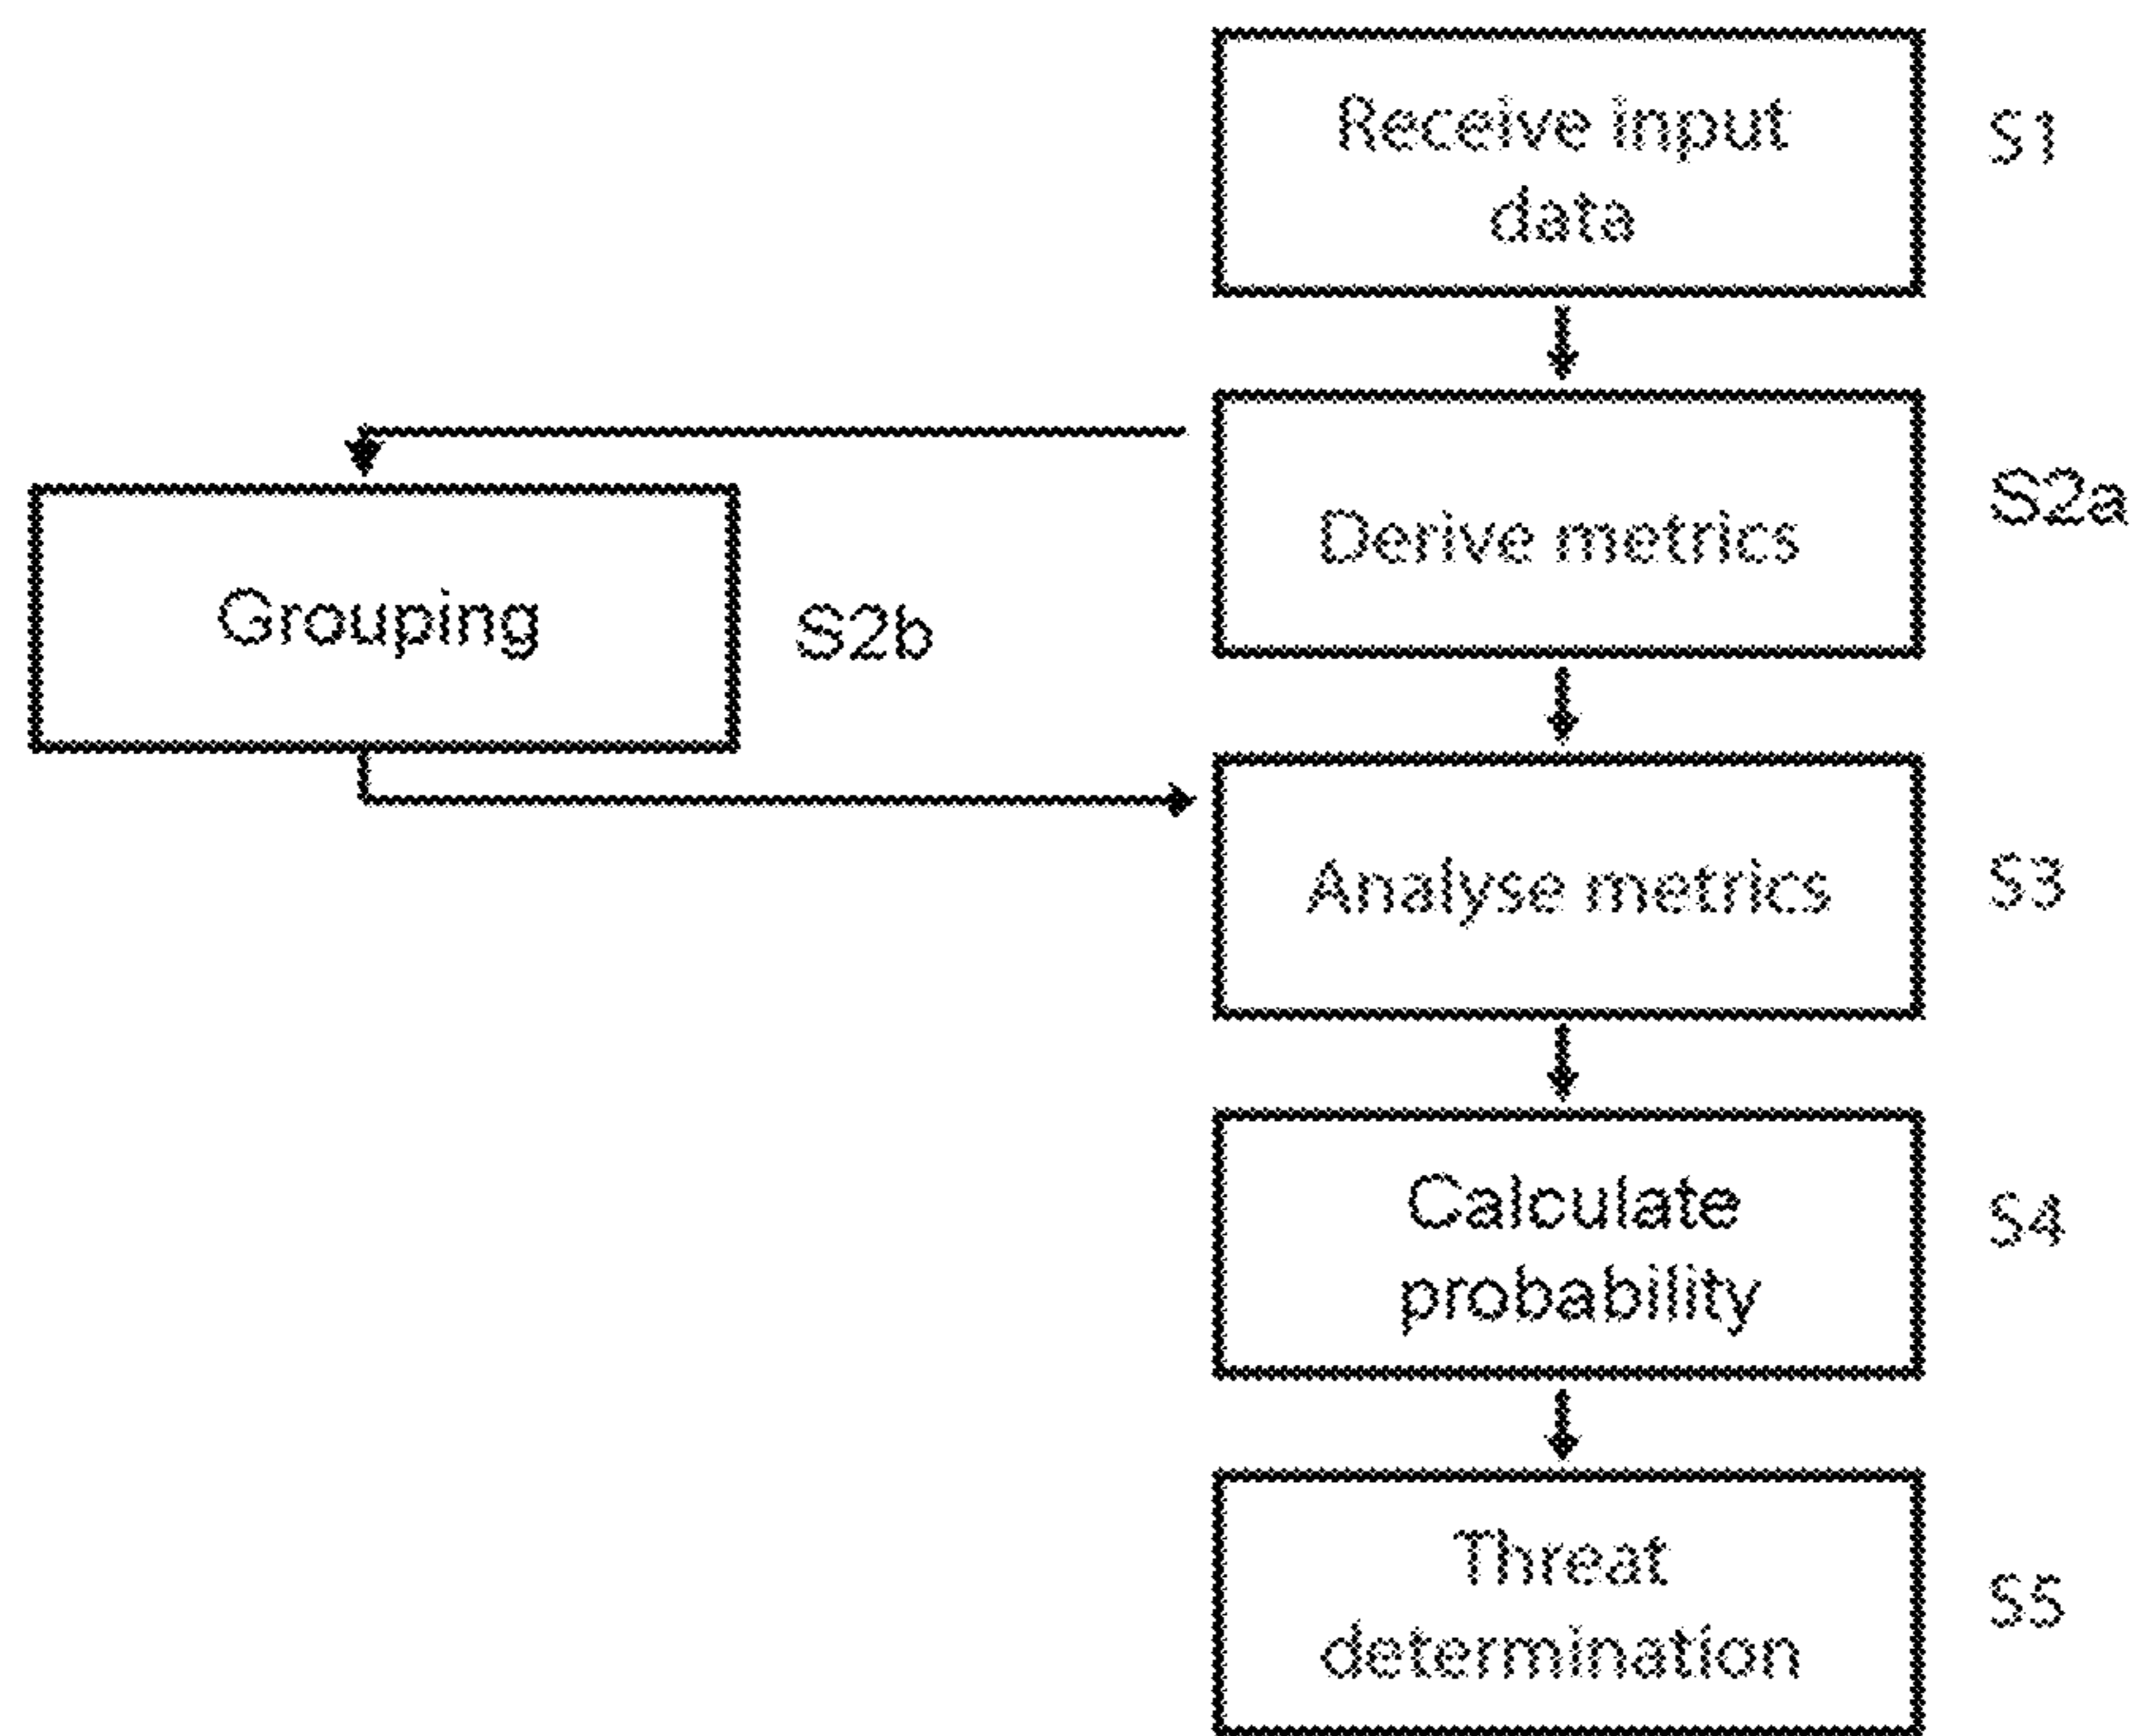 Receive input
data
S1
Derive metrics
S2a
Grouping
S2b
Analyse metrics
S3
Calculate
probability
S4
Threat
determination
S5